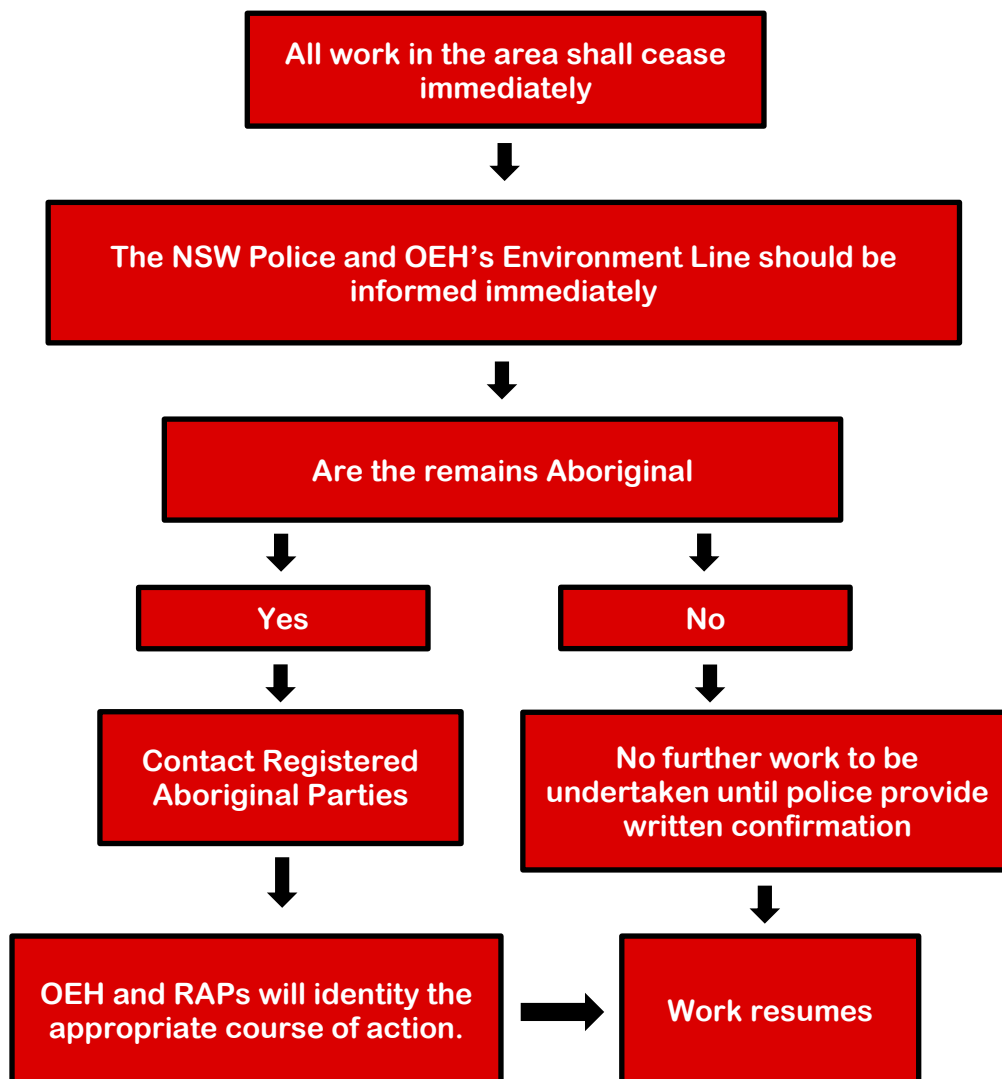 All work in the area shall cease
immediately
The NSW Police and OEH’s Environment Line should be
informed immediately
Are the remains Aboriginal
Yes
No
Contact Registered
Aboriginal Parties
No further work to be
undertaken until police provide
written confirmation
OEH and RAPs will identity the
appropriate course of action.
Work resumes